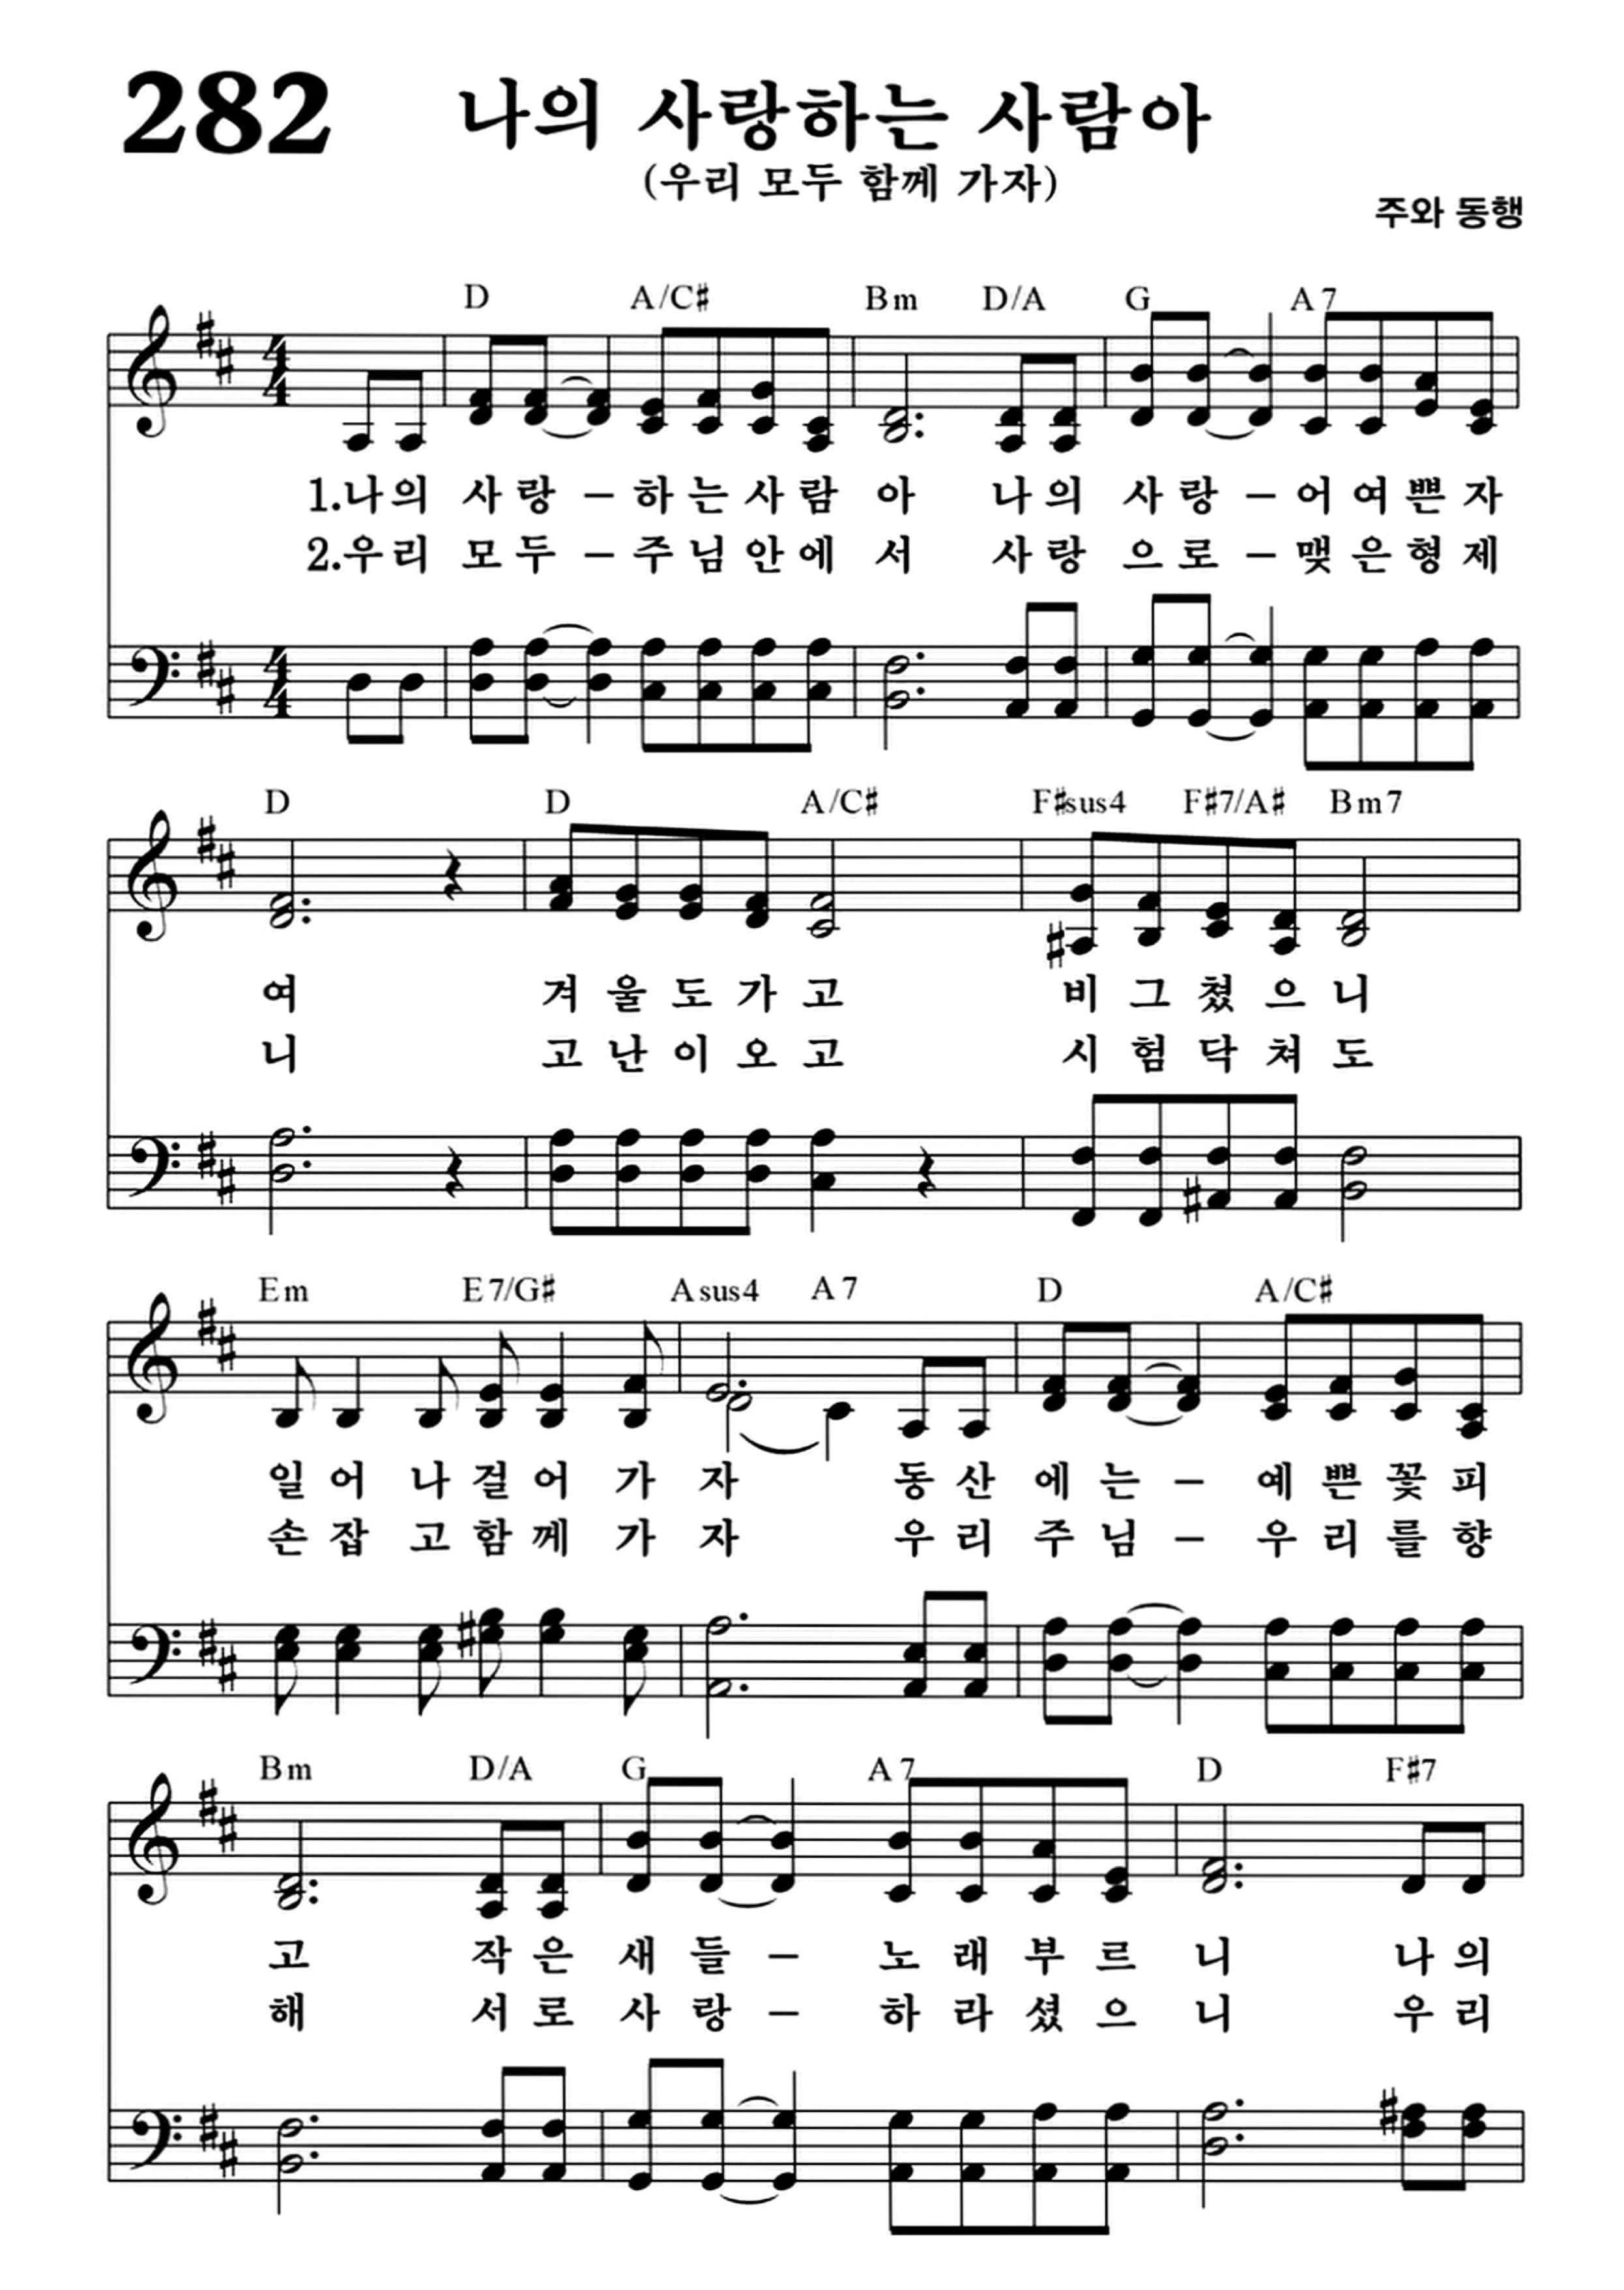 282 나의 사랑하는 사람아
(우리 모두 함께 가자)
주와 동행
D A/C# Bm D/A G A7
1.나의 사랑 – 하는사람 아 나의 사랑 – 어여쁜자
2.우리 모두 – 주님안에 서 사랑 으로 – 맺은형제
D D A/C# F#sus4 F#7/A# Bm7
여 겨울도가고 비그쳤으니
니 고난이오고 시험닥쳐도
Em E7/G# Asus4 A7 D A/C#
일어 나걸어 가 자 동산 에는 – 예쁜꽃피
손잡 고함께 가 자 우리 주님 – 우리를향
Bm D/A G A7 D F#7
고 작은 새들 – 노래부르 니 나의
해 서로 사랑 – 하라셨으 니 우리